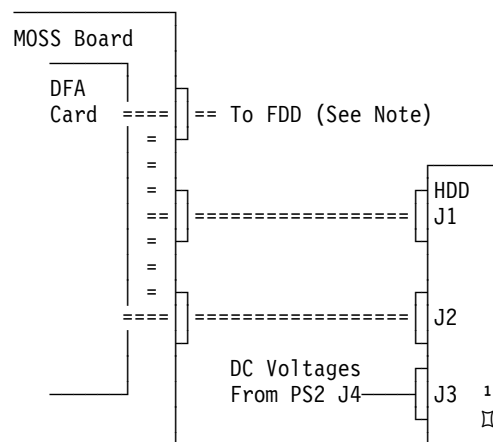 MOSS Board
DFA
Card ==== == To FDD (See Note)
HDD
J1
J2
DC Voltages
From PS2 J4
J3
1